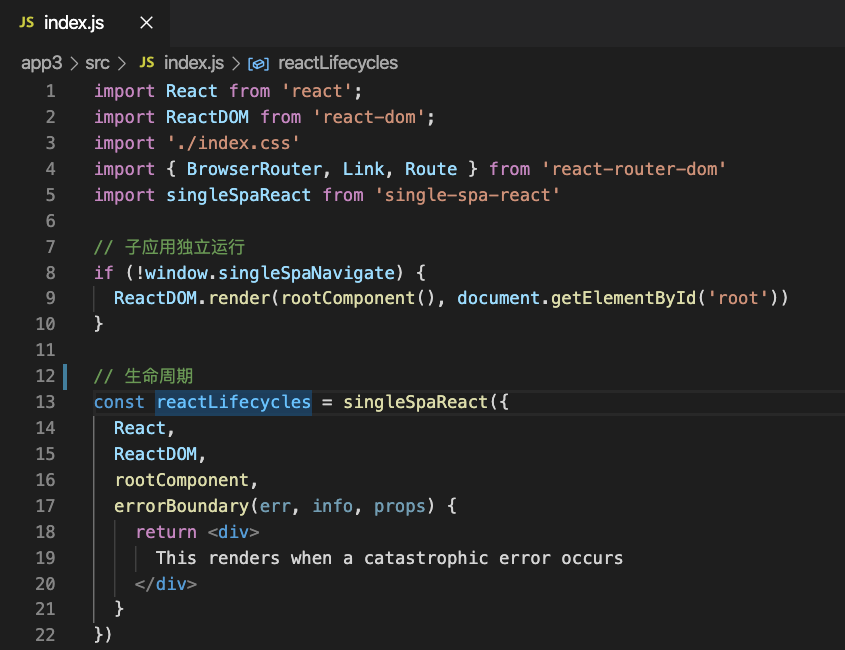 JS index.js ×
app3 > src > JS index.js > reactLifecycles
1 import React from 'react';
2 import ReactDOM from 'react-dom';
3 import './index.css'
4 import { BrowserRouter, Link, Route } from 'react-router-dom'
5 import singleSpaReact from 'single-spa-react'
6
7 // 子应用独立运行
8 if (!window.singleSpaNavigate) {
9 ReactDOM.render(rootComponent(), document.getElementById('root'))
10 }
11
12 // 生命周期
13 const reactLifecycles = singleSpaReact({
14 React,
15 ReactDOM,
16 rootComponent,
17 errorBoundary(err, info, props) {
18 return <div>
19 This renders when a catastrophic error occurs
20 </div>
21 }
22 })